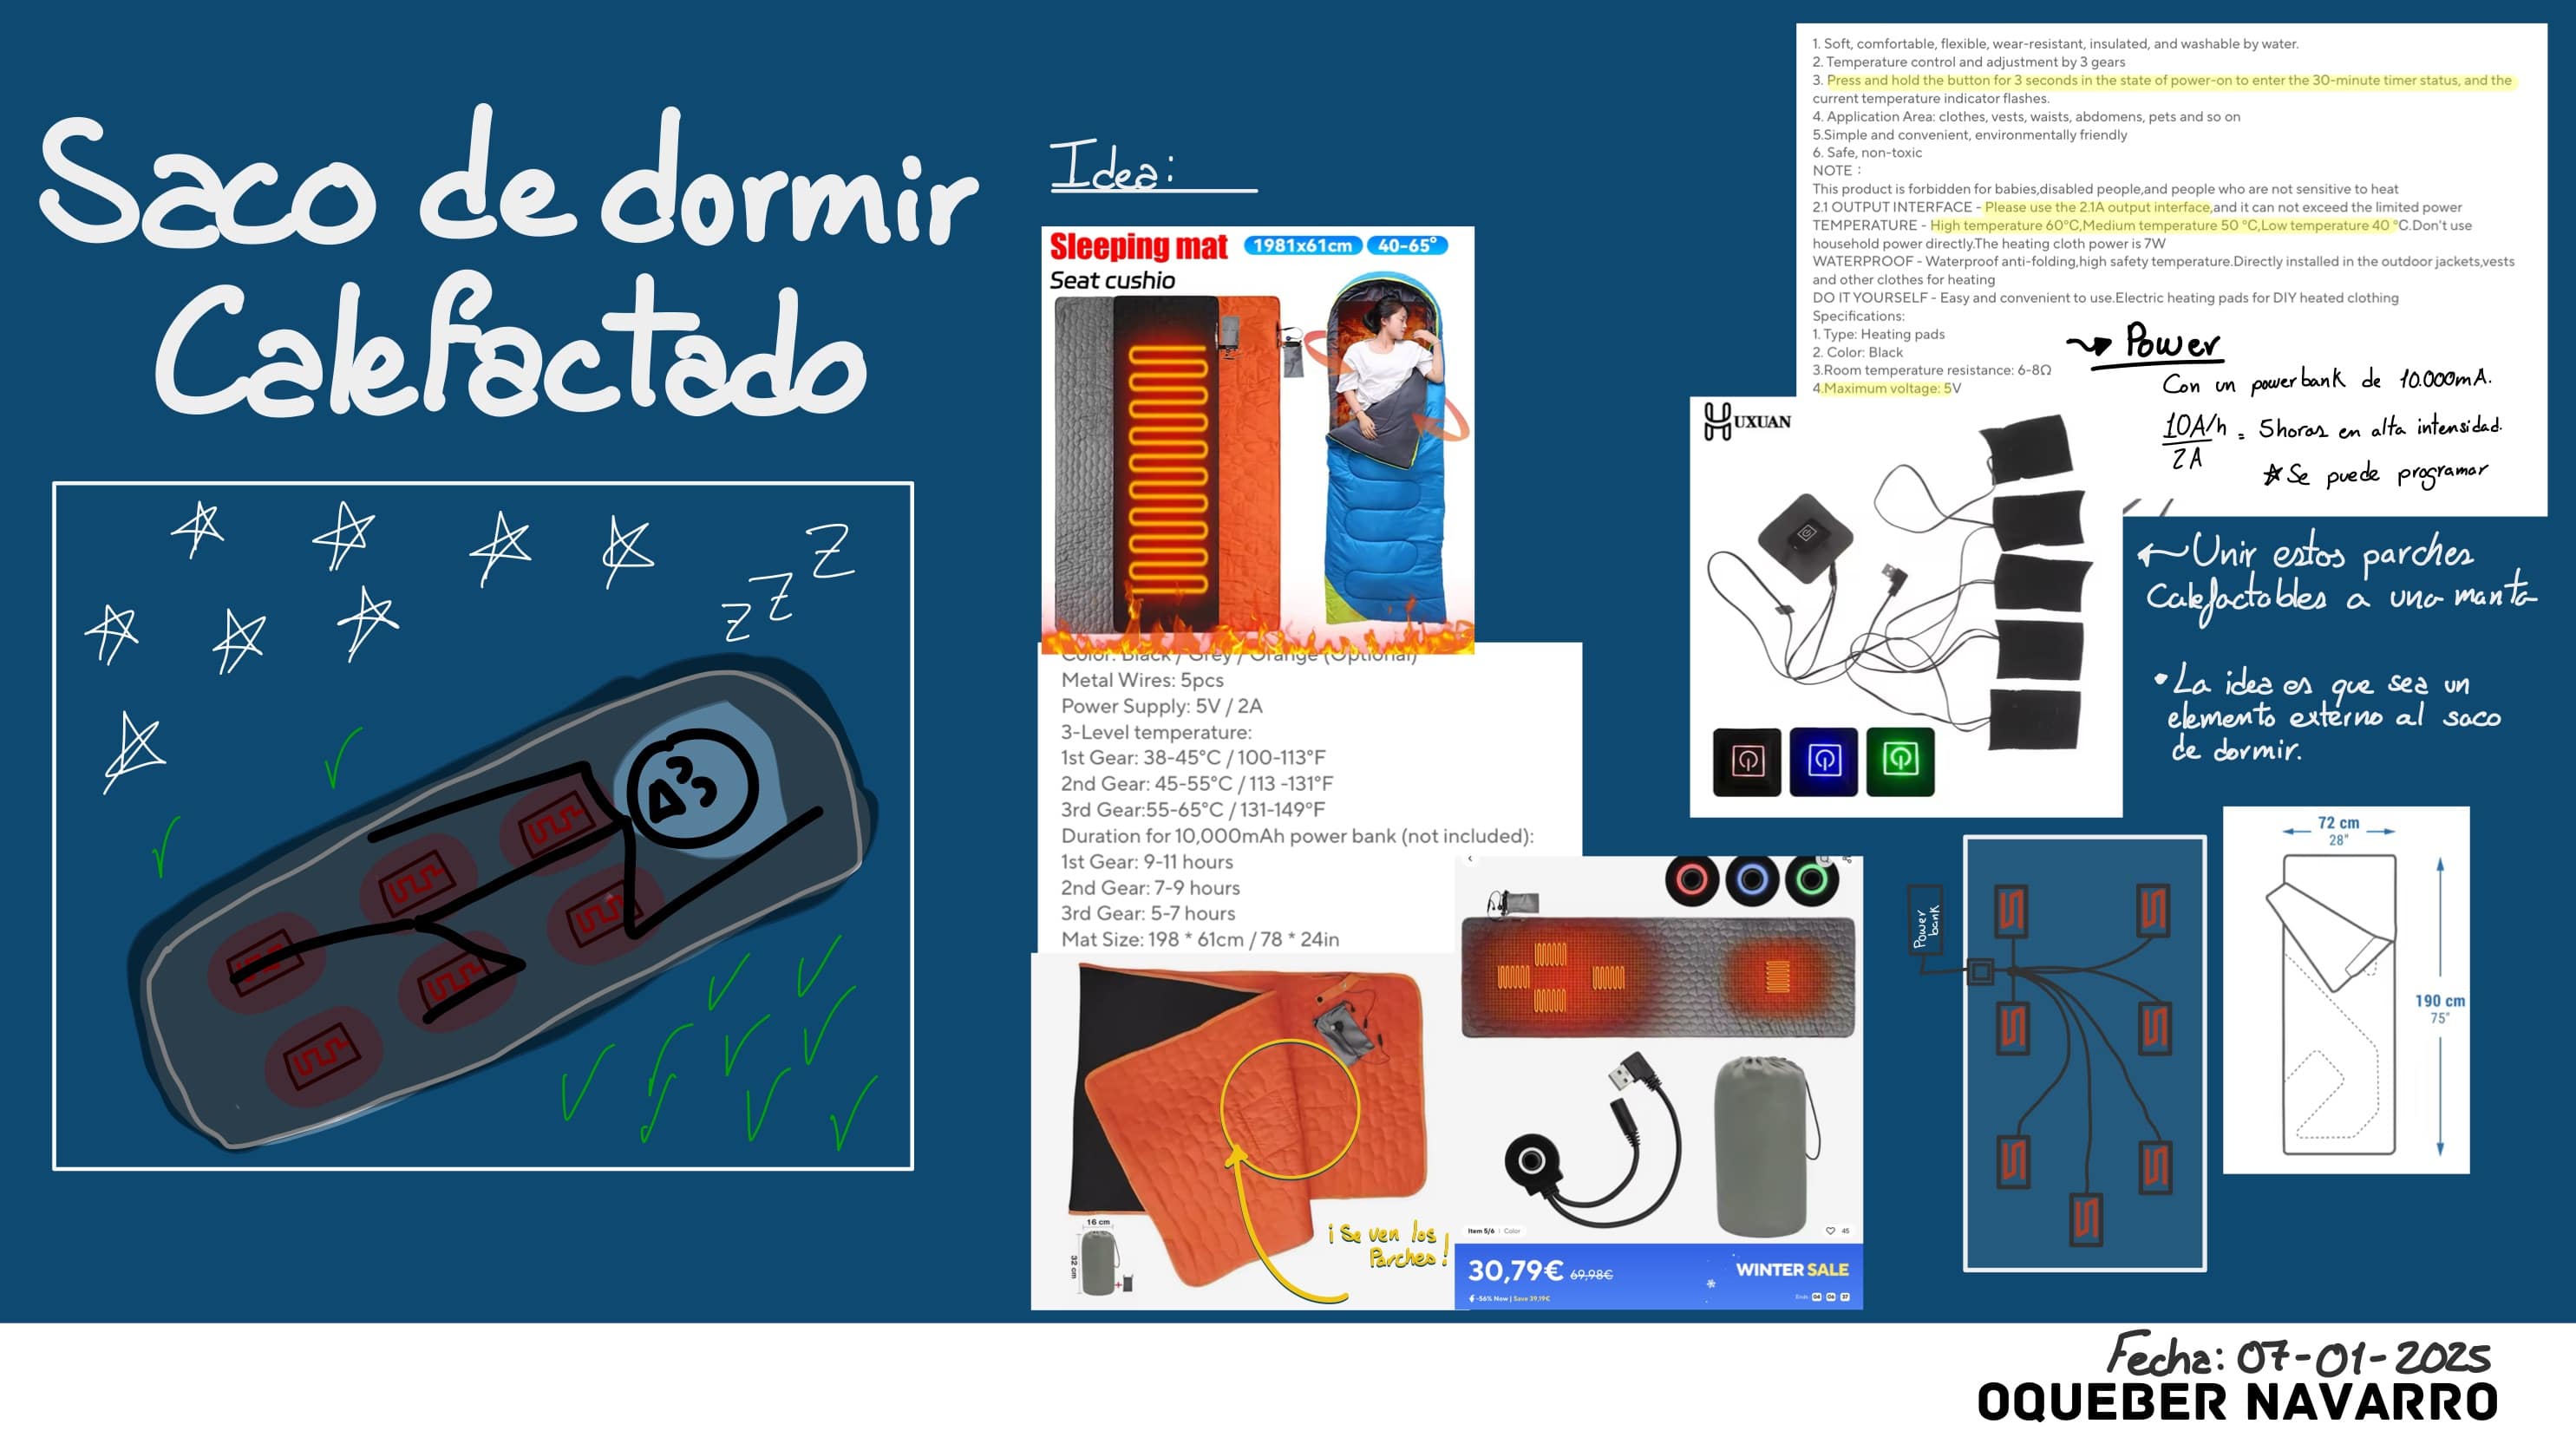 Saco de dormir
Calefactado
z z Z
Idea:
Sleeping mat
1981x61cm
40-65°
Seat cushio
Color: Black / Grey / Orange (Optional)
Metal Wires: 5pcs
Power Supply: 5V / 2A
3-Level temperature:
1st Gear: 38-45°C / 100-113°F
2nd Gear: 45-55°C / 113 -131°F
3rd Gear:55-65°C / 131-149°F
Duration for 10,000mAh power bank (not included):
1st Gear: 9-11 hours
2nd Gear: 7-9 hours
3rd Gear: 5-7 hours
Mat Size: 198 * 61cm / 78 * 24in
16 cm
32 cm
¡Se ven los
Parches!
Item 5/6 | Color
45
30,79€ 69,98€
-56% Now | Save 39,19€
WINTER SALE
Ends
1. Soft, comfortable, flexible, wear-resistant, insulated, and washable by water.
2. Temperature control and adjustment by 3 gears
3. Press and hold the button for 3 seconds in the state of power-on to enter the 30-minute timer status, and the
current temperature indicator flashes.
4. Application Area: clothes, vests, waists, abdomens, pets and so on
5.Simple and convenient, environmentally friendly
6. Safe, non-toxic
NOTE :
This product is forbidden for babies,disabled people,and people who are not sensitive to heat
2.1 OUTPUT INTERFACE - Please use the 2.1A output interface,and it can not exceed the limited power
TEMPERATURE - High temperature 60°C,Medium temperature 50 °C,Low temperature 40 °C.Don't use
household power directly.The heating cloth power is 7W
WATERPROOF - Waterproof anti-folding,high safety temperature.Directly installed in the outdoor jackets,vests
and other clothes for heating
DO IT YOURSELF - Easy and convenient to use.Electric heating pads for DIY heated clothing
Specifications:
1. Type: Heating pads
2. Color: Black
3.Room temperature resistance: 6-8Ω
4.Maximum voltage: 5V
Power
Con un powerbank de 10.000mA.
10A/h / 2A = 5horas en alta intensidad.
Se puede programar
HUXUAN
Unir estos parches
Calefactables a una manta
• La idea es que sea un
elemento externo al saco
de dormir.
Power
bank
72 cm
28"
190 cm
75"
Fecha: 07-01-2025
OQUEBER NAVARRO